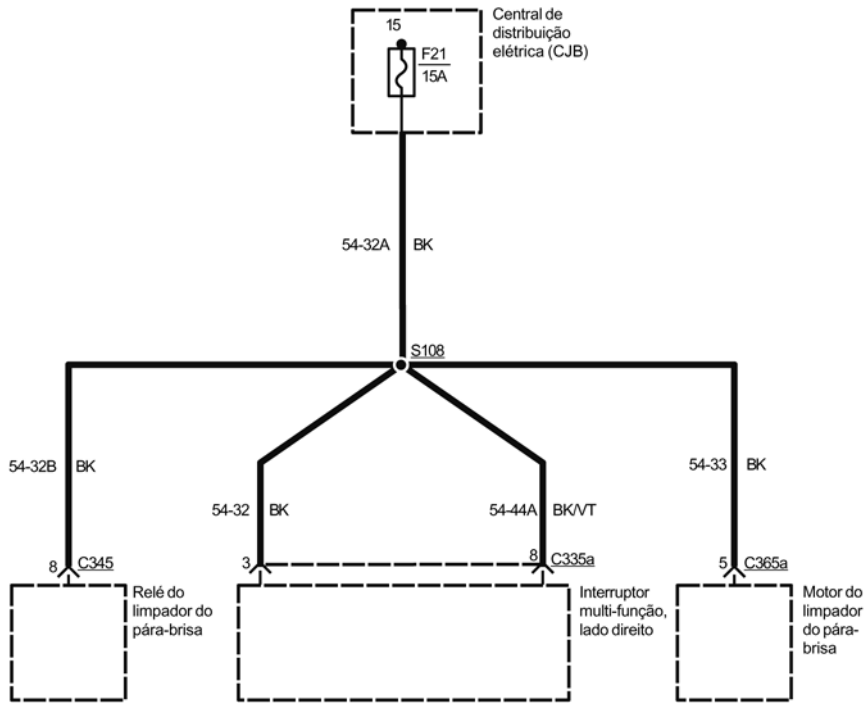 15
F21
15A
Central de
distribuição
elétrica (CJB)
54-32A
BK
S108
54-32B
BK
54-32
BK
54-44A
BK/VT
54-33
BK
8
C345
3
8
C335a
5
C365a
Relé do
limpador do
pára-brisa
Interruptor
multi-função,
lado direito
Motor do
limpador
do pára-
brisa